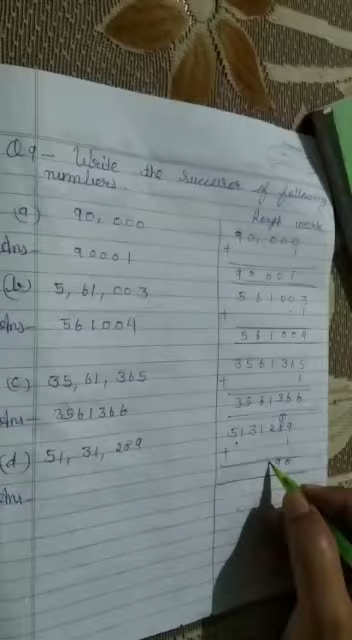 Q9 - Write the Successor of following
numbers.
Rough work
(a) 90,000
Ans- 90001
(b) 5,61,003
Ans- 561004
(c) 35,61,365
Ans- 3561366
(d) 51,31,289
90,000
+ 1
90001
561003
+ 1
561004
3561365
+ 1
3561366
5131289
+ 1
90